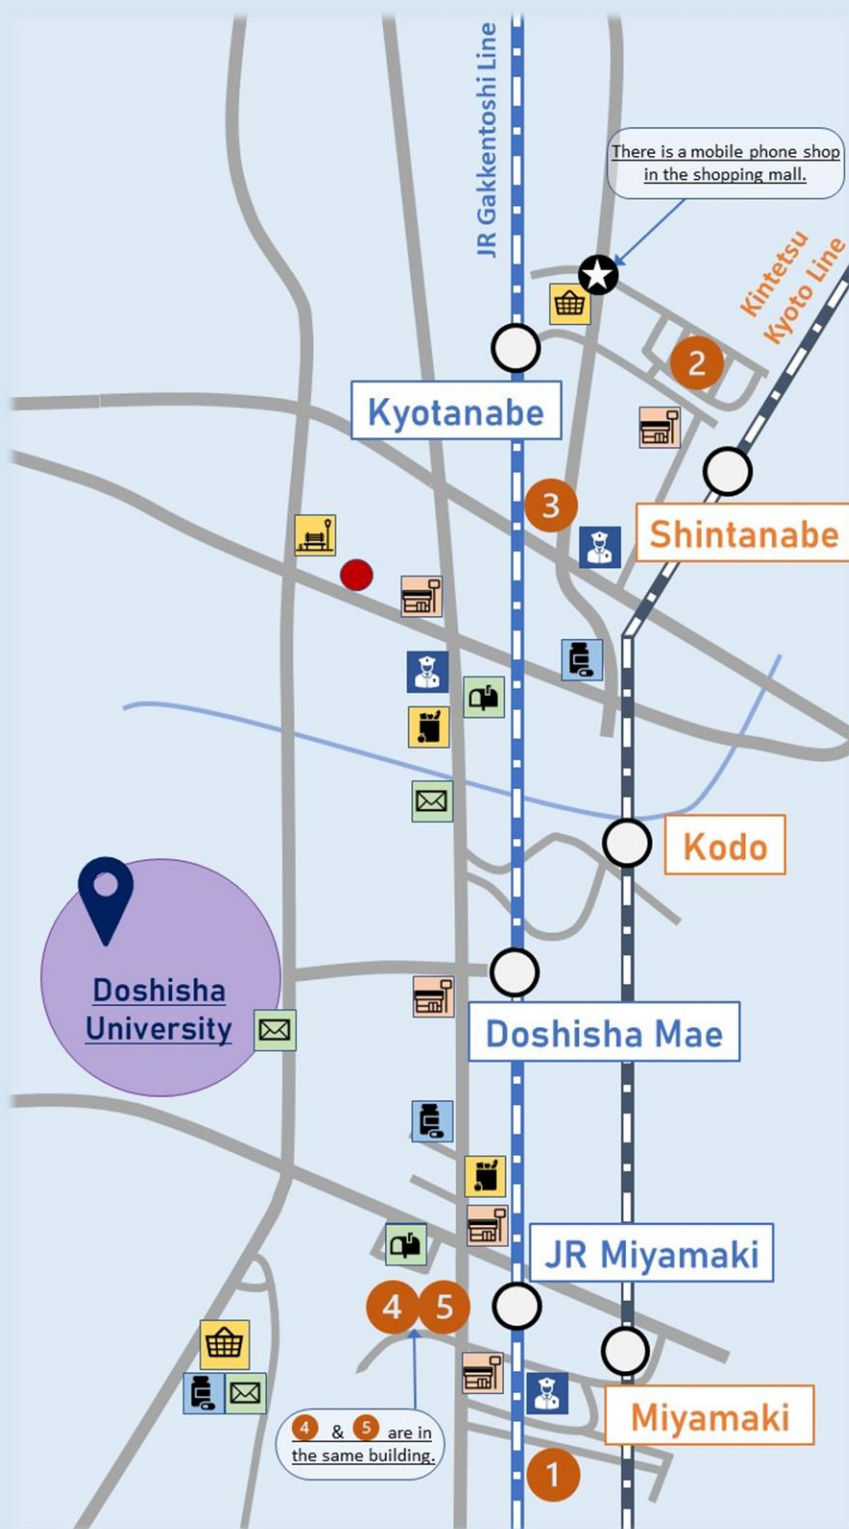 JR Gakkentoshi Line
There is a mobile phone shop
in the shopping mall.
Kintetsu
Kyoto Line
2
Kyotanabe
3
Shintanabe
Kodo
Doshisha
University
Doshisha Mae
JR Miyamaki
4 5
Miyamaki
4 & 5 are in
the same building.
1